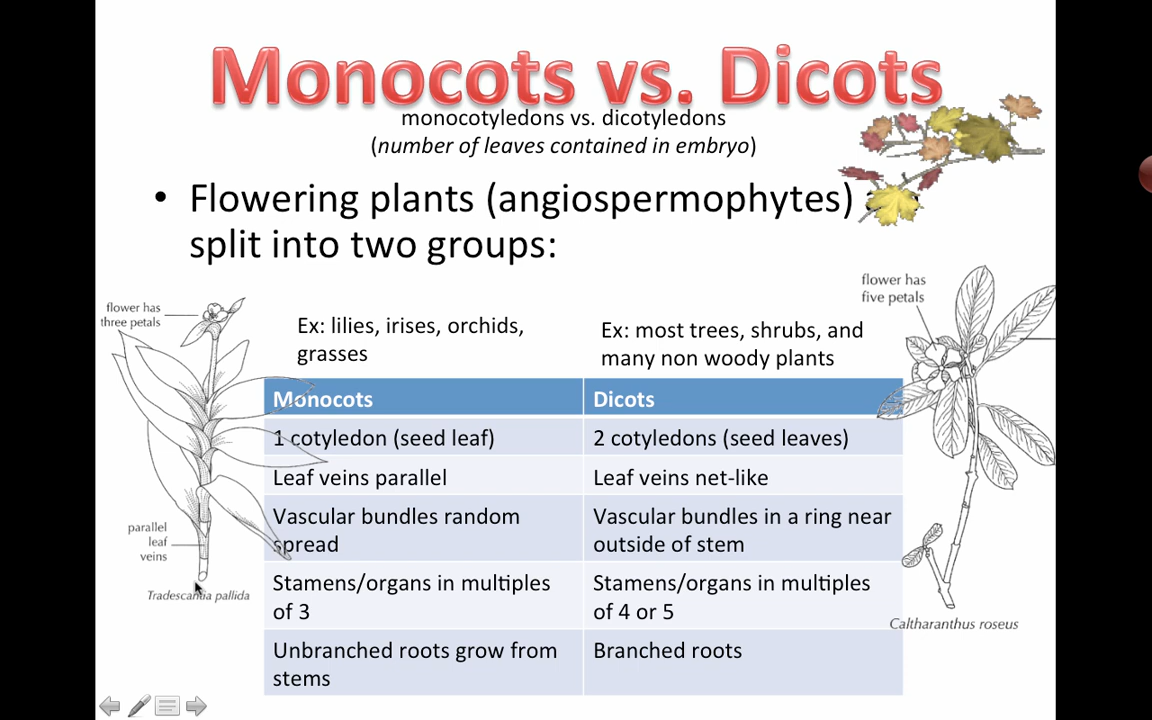 Monocots vs. Dicots
monocotyledons vs. dicotyledons
(number of leaves contained in embryo)
• Flowering plants (angiospermophytes)
split into two groups:
flower has
three petals
Ex: lilies, irises, orchids,
grasses
Ex: most trees, shrubs, and
many non woody plants
flower has
five petals
Monocots Dicots
1 cotyledon (seed leaf) 2 cotyledons (seed leaves)
Leaf veins parallel Leaf veins net-like
Vascular bundles random
spread
Vascular bundles in a ring near
outside of stem
Stamens/organs in multiples
of 3
Stamens/organs in multiples
of 4 or 5
Unbranched roots grow from
stems
Branched roots
parallel
leaf
veins
Tradescantia pallida
Caltharanthus roseus